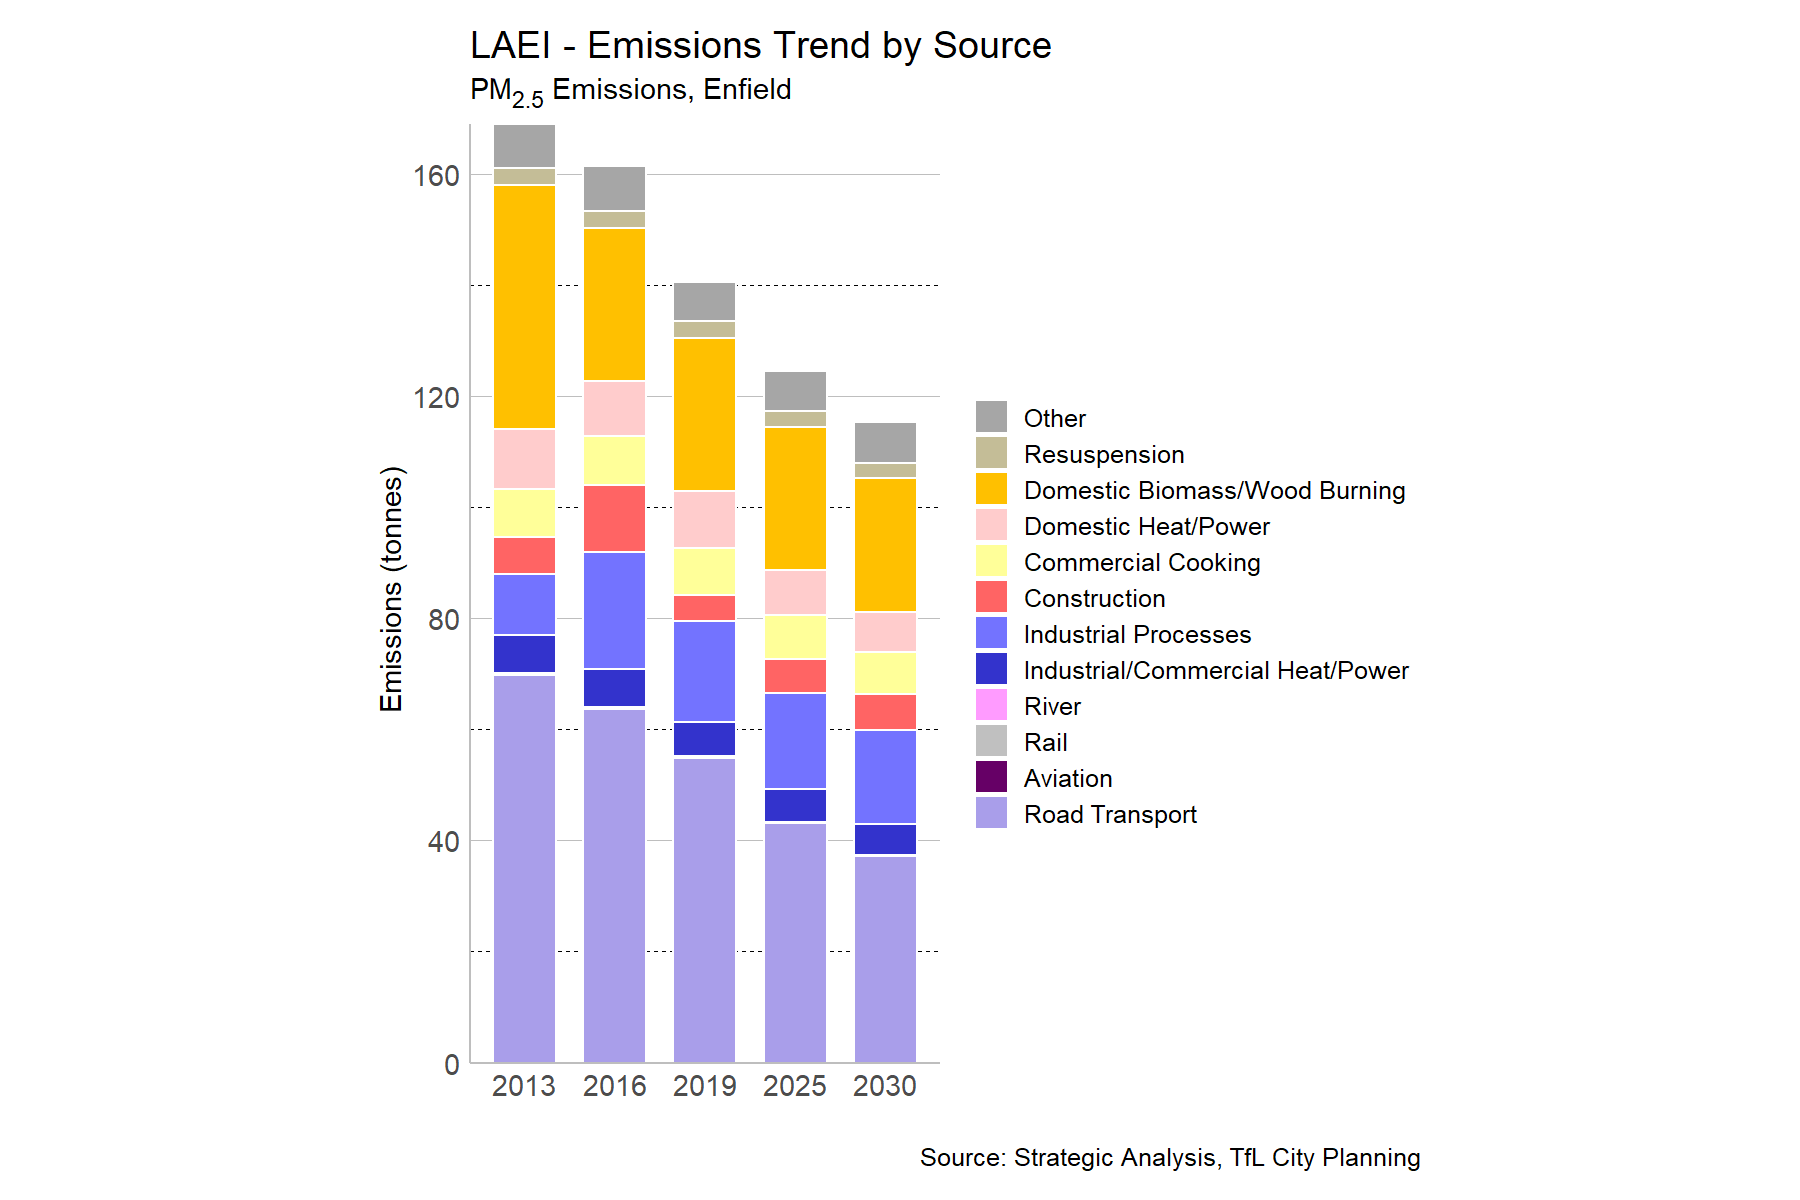 LAEI - Emissions Trend by Source
PM2.5 Emissions, Enfield
Emissions (tonnes)
160
120
80
40
0
2013 2016 2019 2025 2030
Other
Resuspension
Domestic Biomass/Wood Burning
Domestic Heat/Power
Commercial Cooking
Construction
Industrial Processes
Industrial/Commercial Heat/Power
River
Rail
Aviation
Road Transport
Source: Strategic Analysis, TfL City Planning